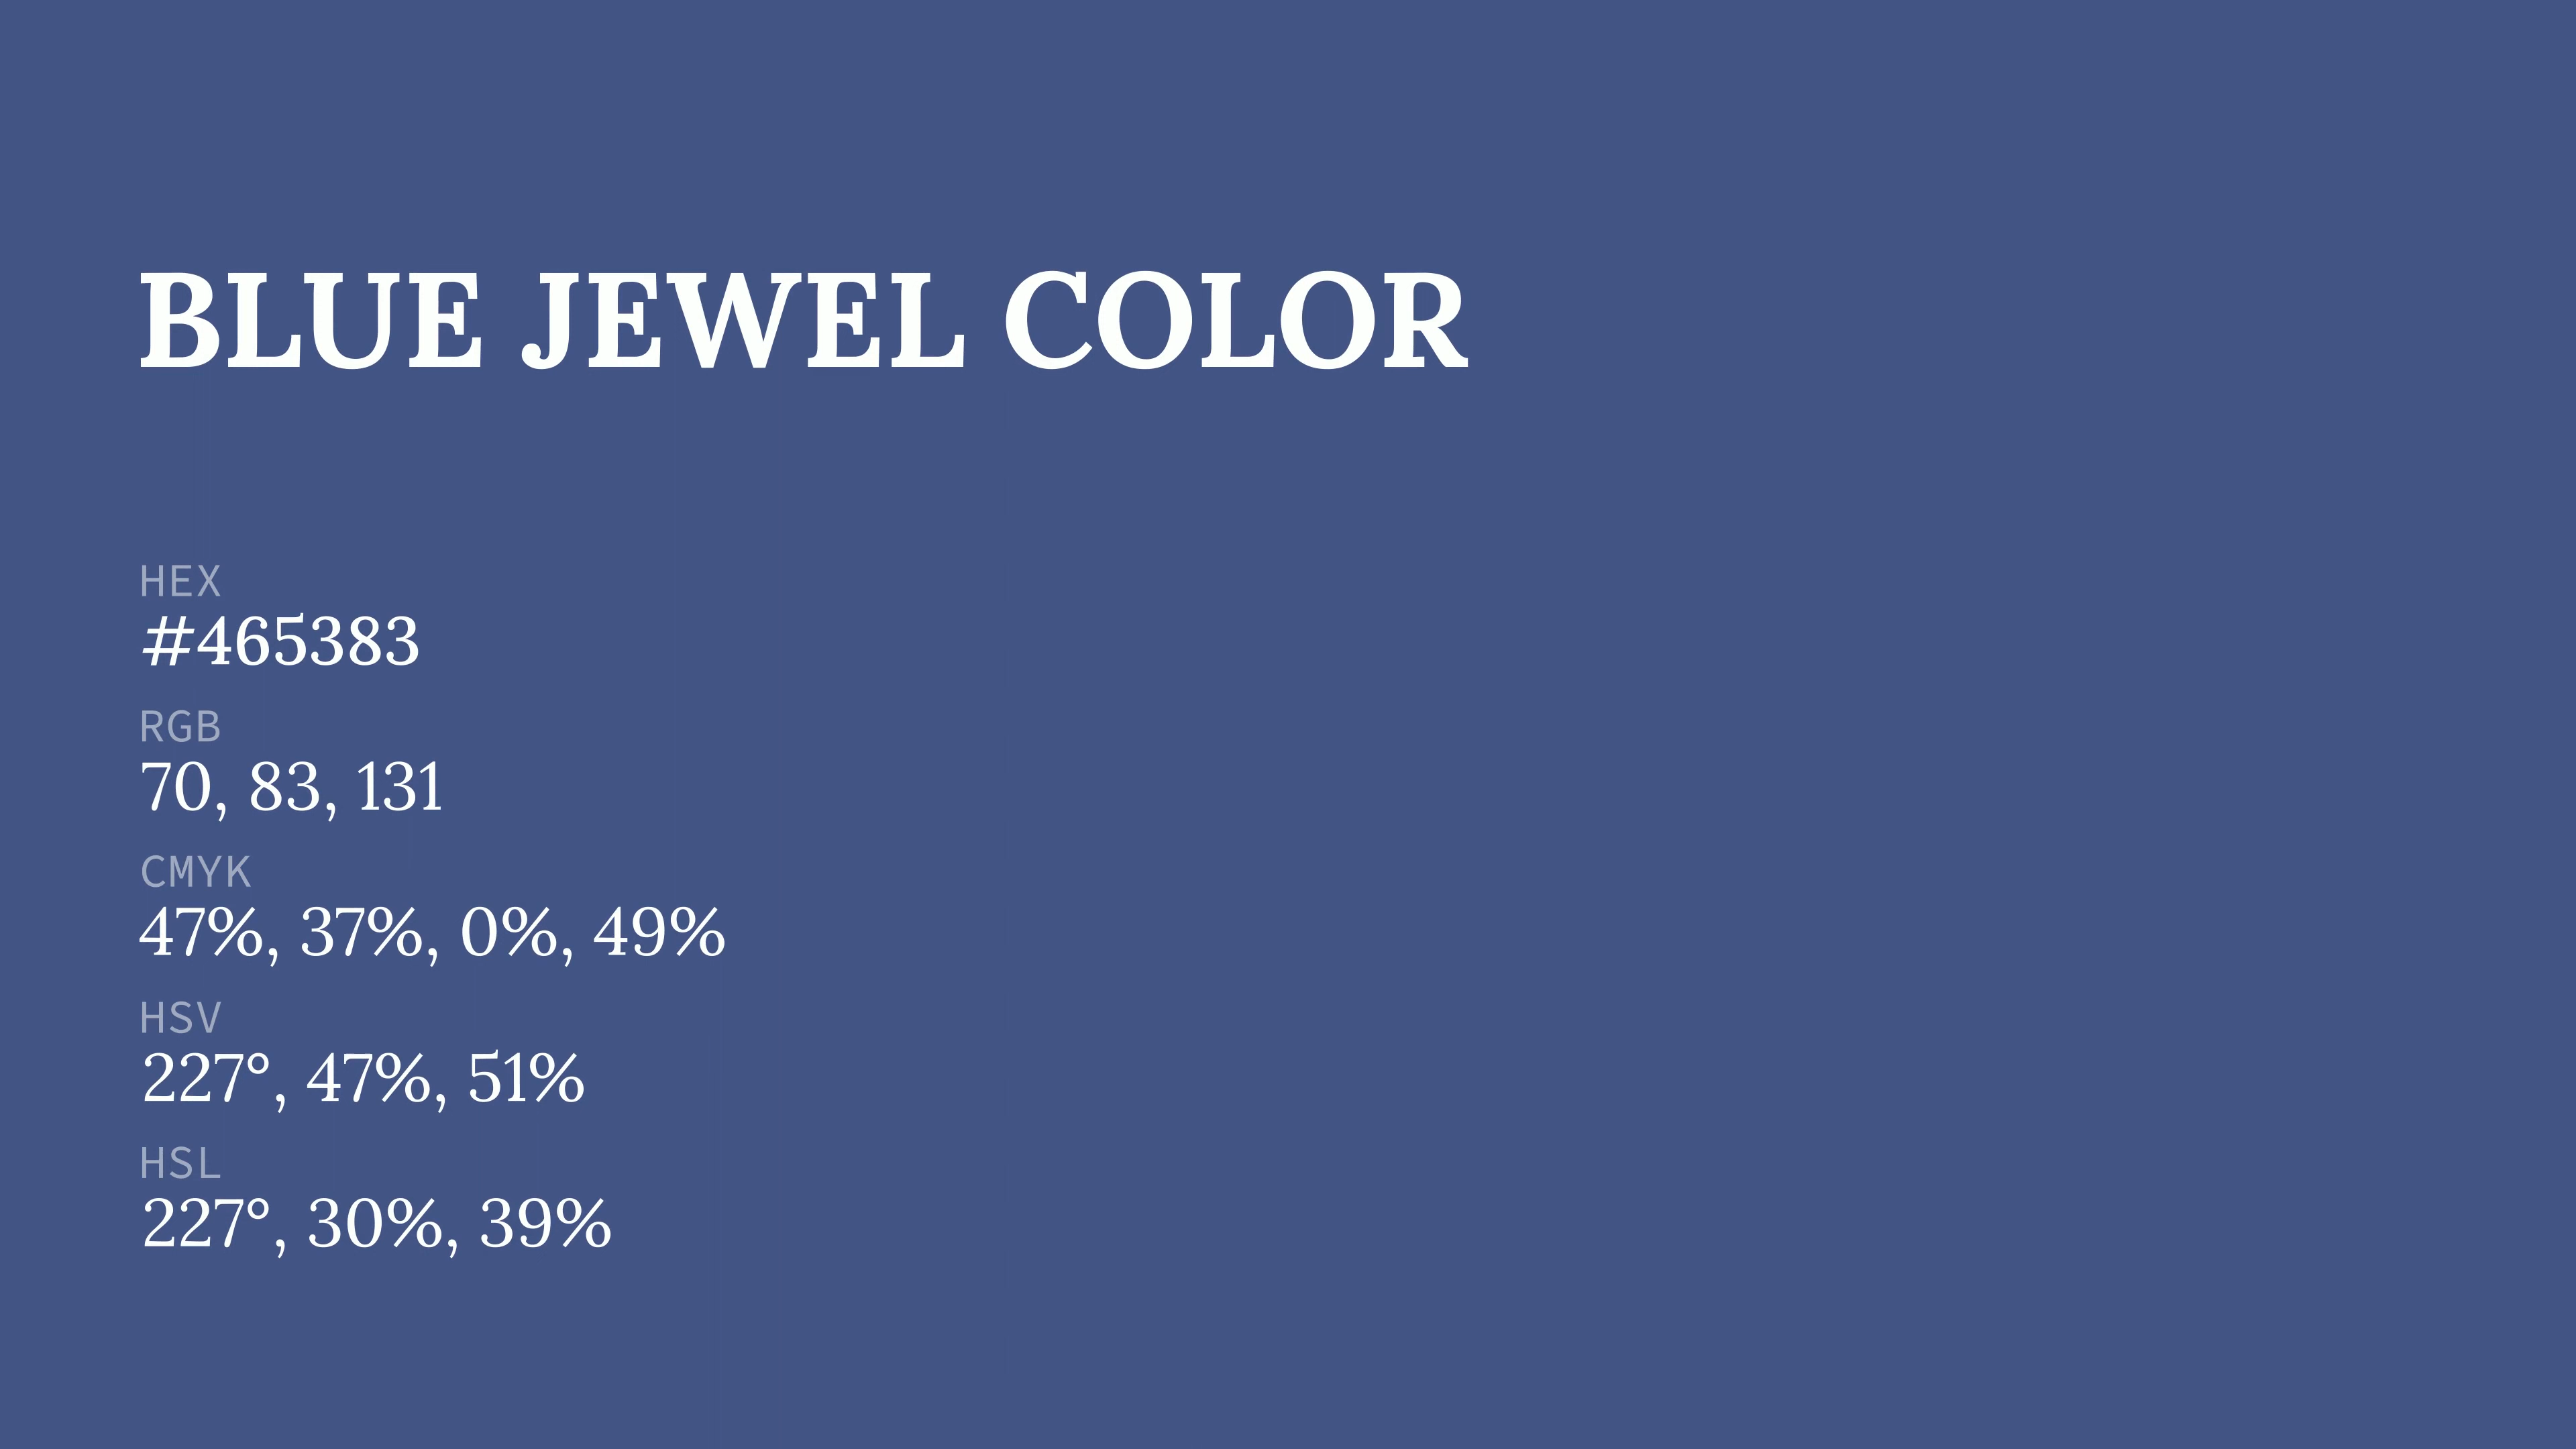 BLUE JEWEL COLOR
HEX
#465383
RGB
70, 83, 131
CMYK
47%, 37%, 0%, 49%
HSV
227°, 47%, 51%
HSL
227°, 30%, 39%